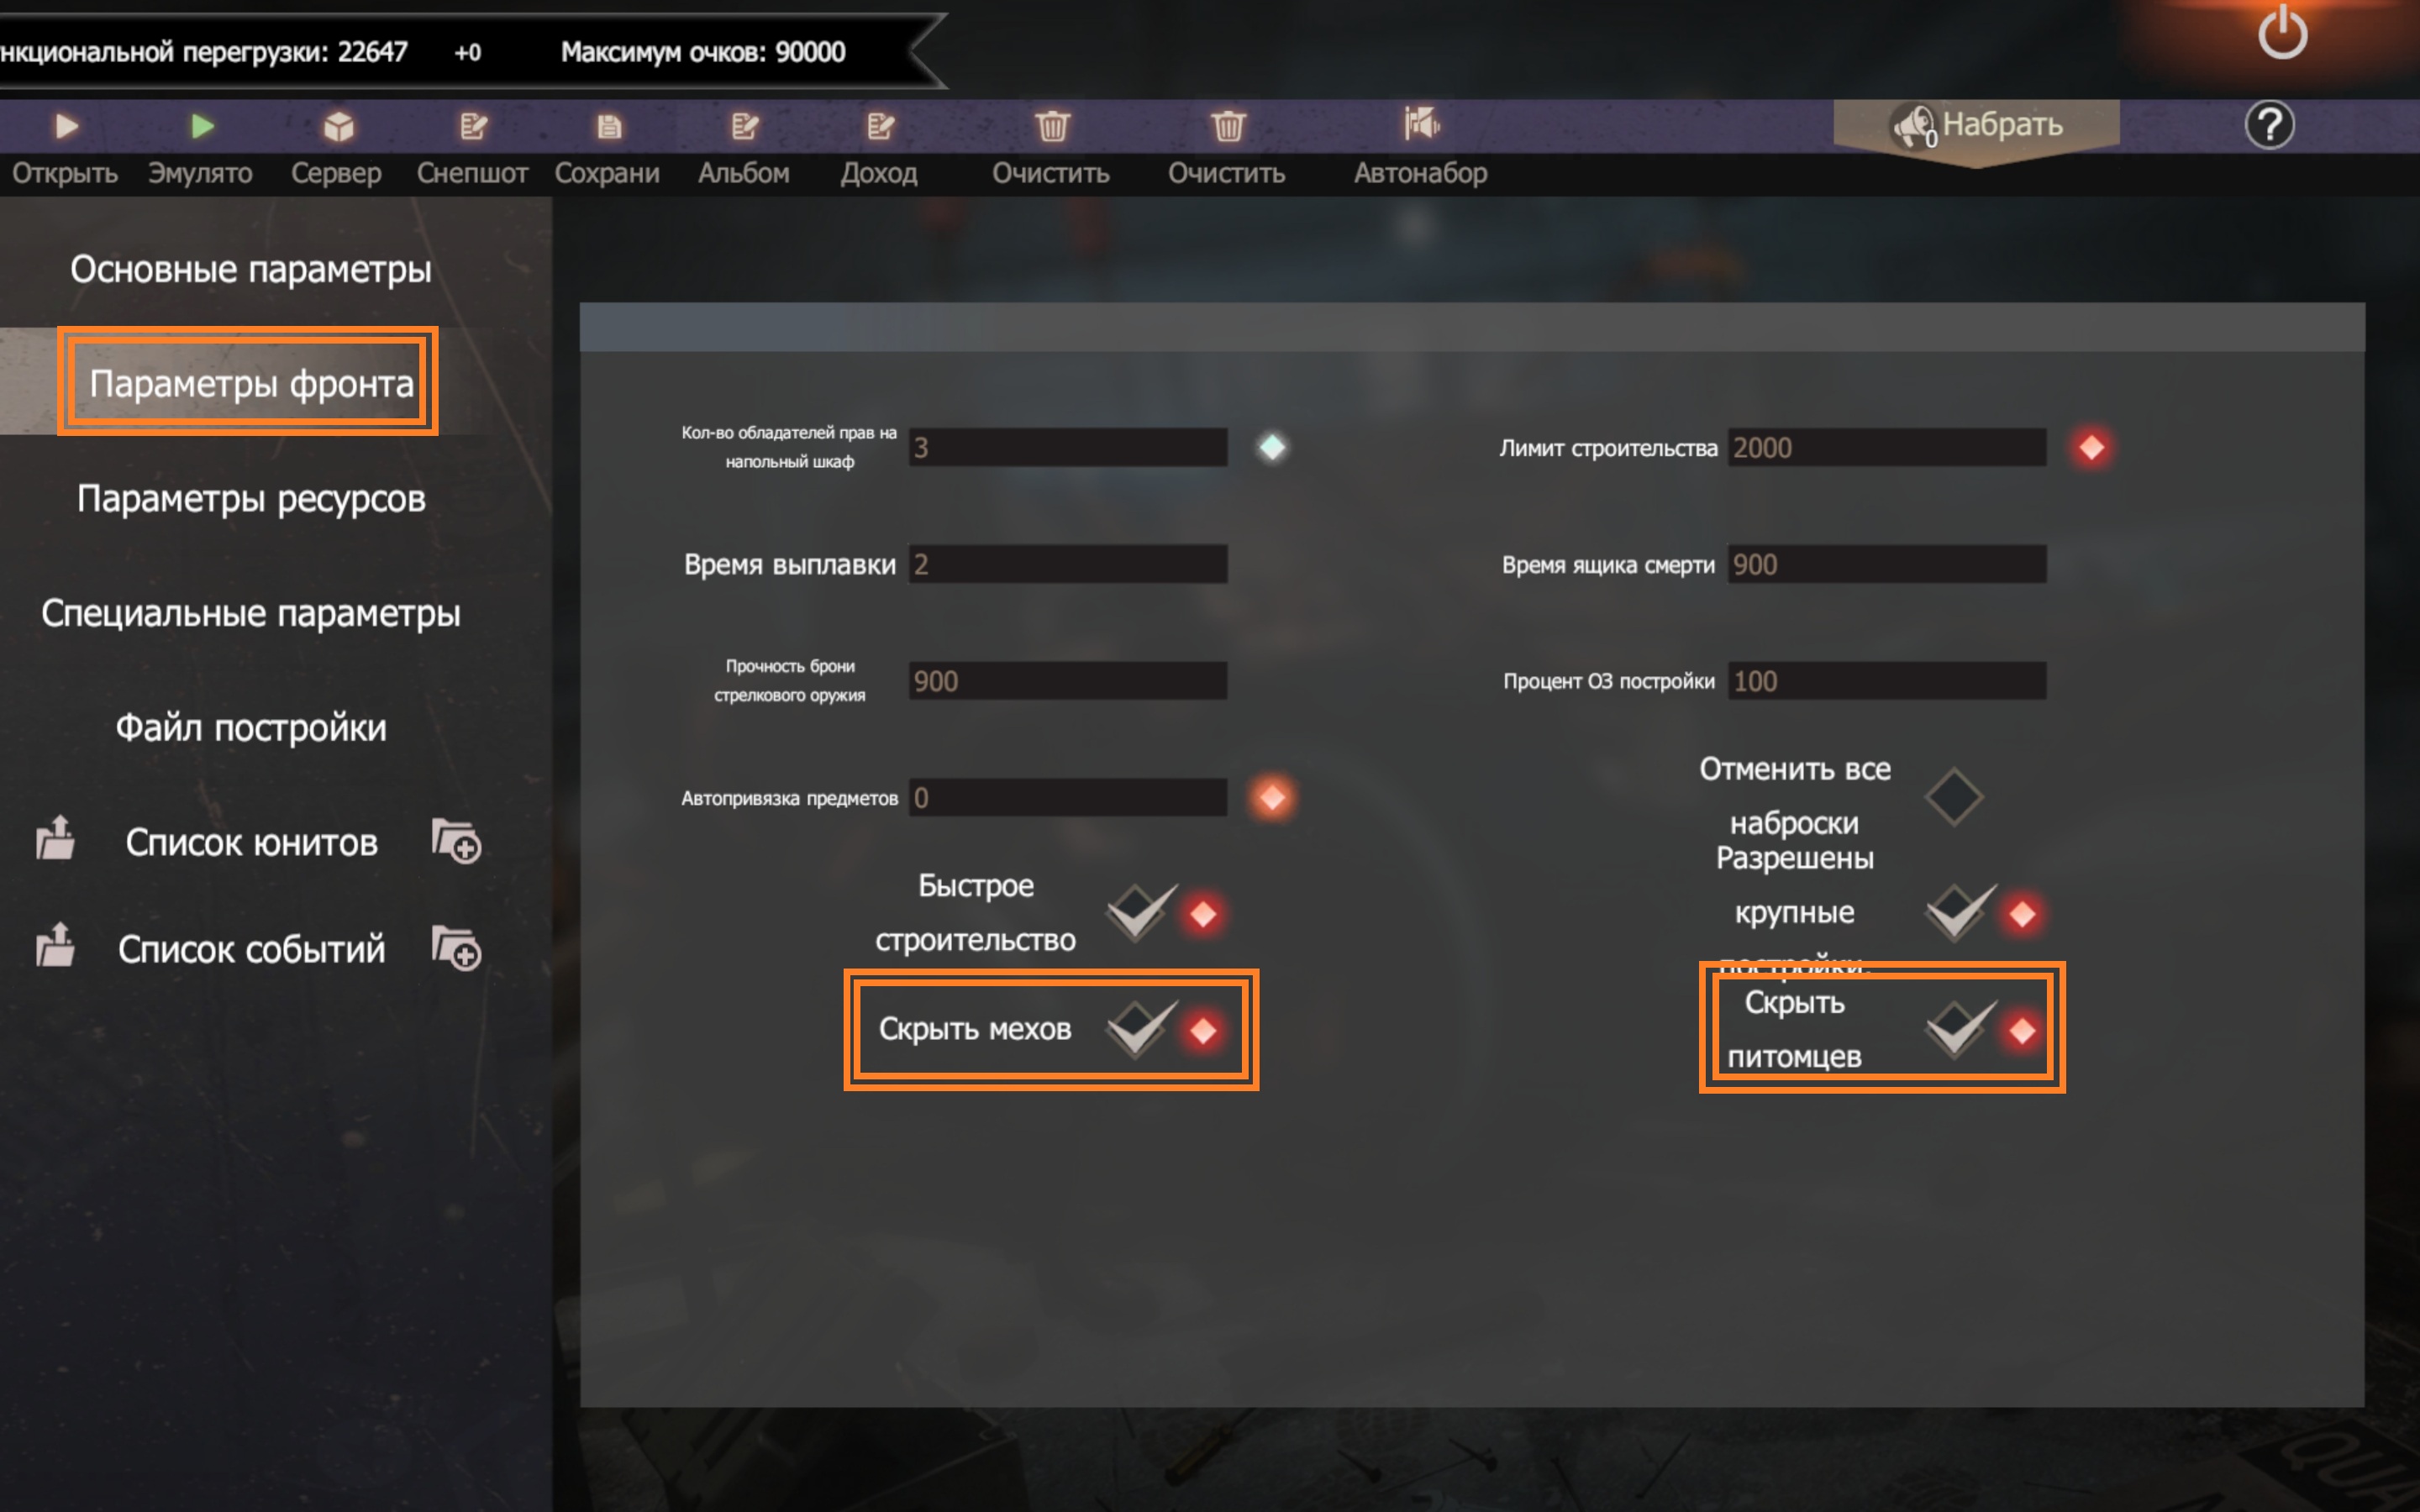 нкциональной перегрузки: 22647 +0 Максимум очков: 90000
Открыть Эмулято Сервер Снепшот Сохрани Альбом Доход Очистить Очистить Автонабор
0 Набрать
?
Основные параметры
Параметры фронта
Параметры ресурсов
Специальные параметры
Файл постройки
Список юнитов
Список событий
Кол-во обладателей прав на
напольный шкаф
3
Лимит строительства 2000
Время выплавки 2
Время ящика смерти 900
Прочность брони
стрелкового оружия
900
Процент ОЗ постройки 100
Автопривязка предметов 0
Отменить все
наброски
Быстрое
строительство
Разрешены
крупные
постройки.
Скрыть мехов
Скрыть
питомцев
QUA